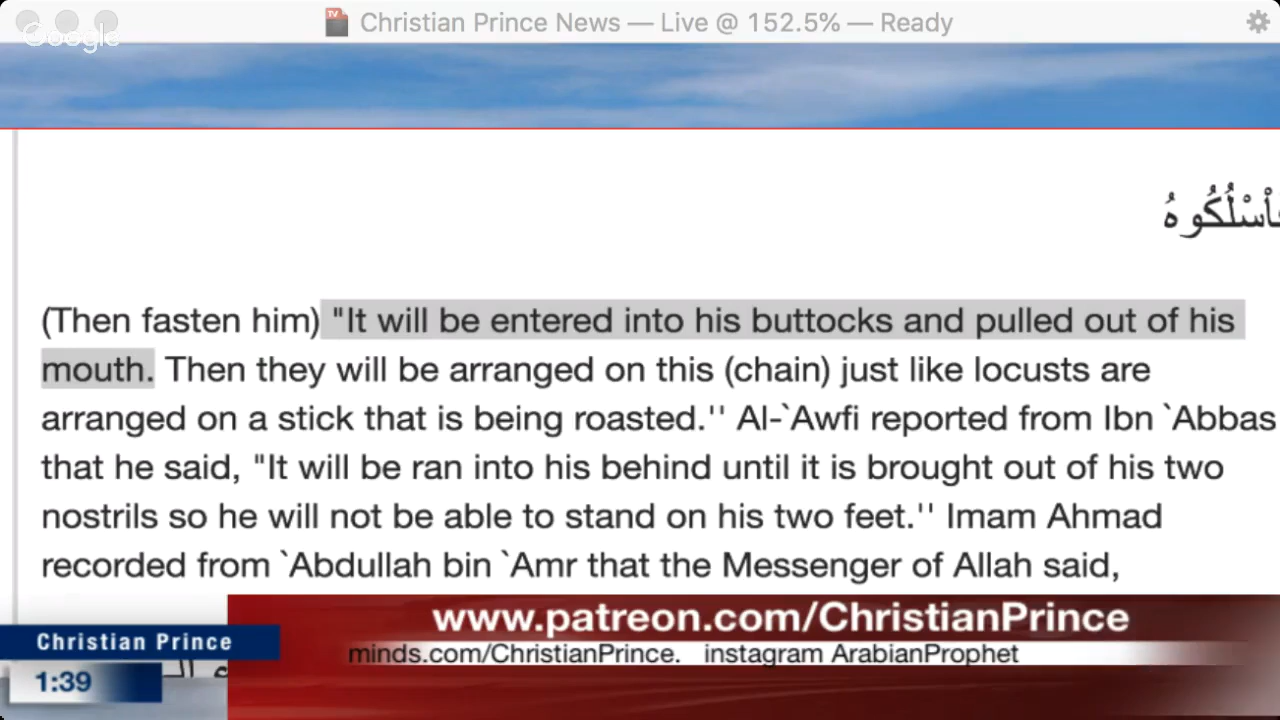 Christian Prince News — Live @ 152.5% — Ready
Google
فَاْسْلُكُوهُ
(Then fasten him) "It will be entered into his buttocks and pulled out of his
mouth. Then they will be arranged on this (chain) just like locusts are
arranged on a stick that is being roasted.'' Al-`Awfi reported from Ibn `Abbas
that he said, "It will be ran into his behind until it is brought out of his two
nostrils so he will not be able to stand on his two feet.'' Imam Ahmad
recorded from `Abdullah bin `Amr that the Messenger of Allah said,
www.patreon.com/ChristianPrince
Christian Prince
minds.com/ChristianPrince. instagram ArabianProphet
1:39